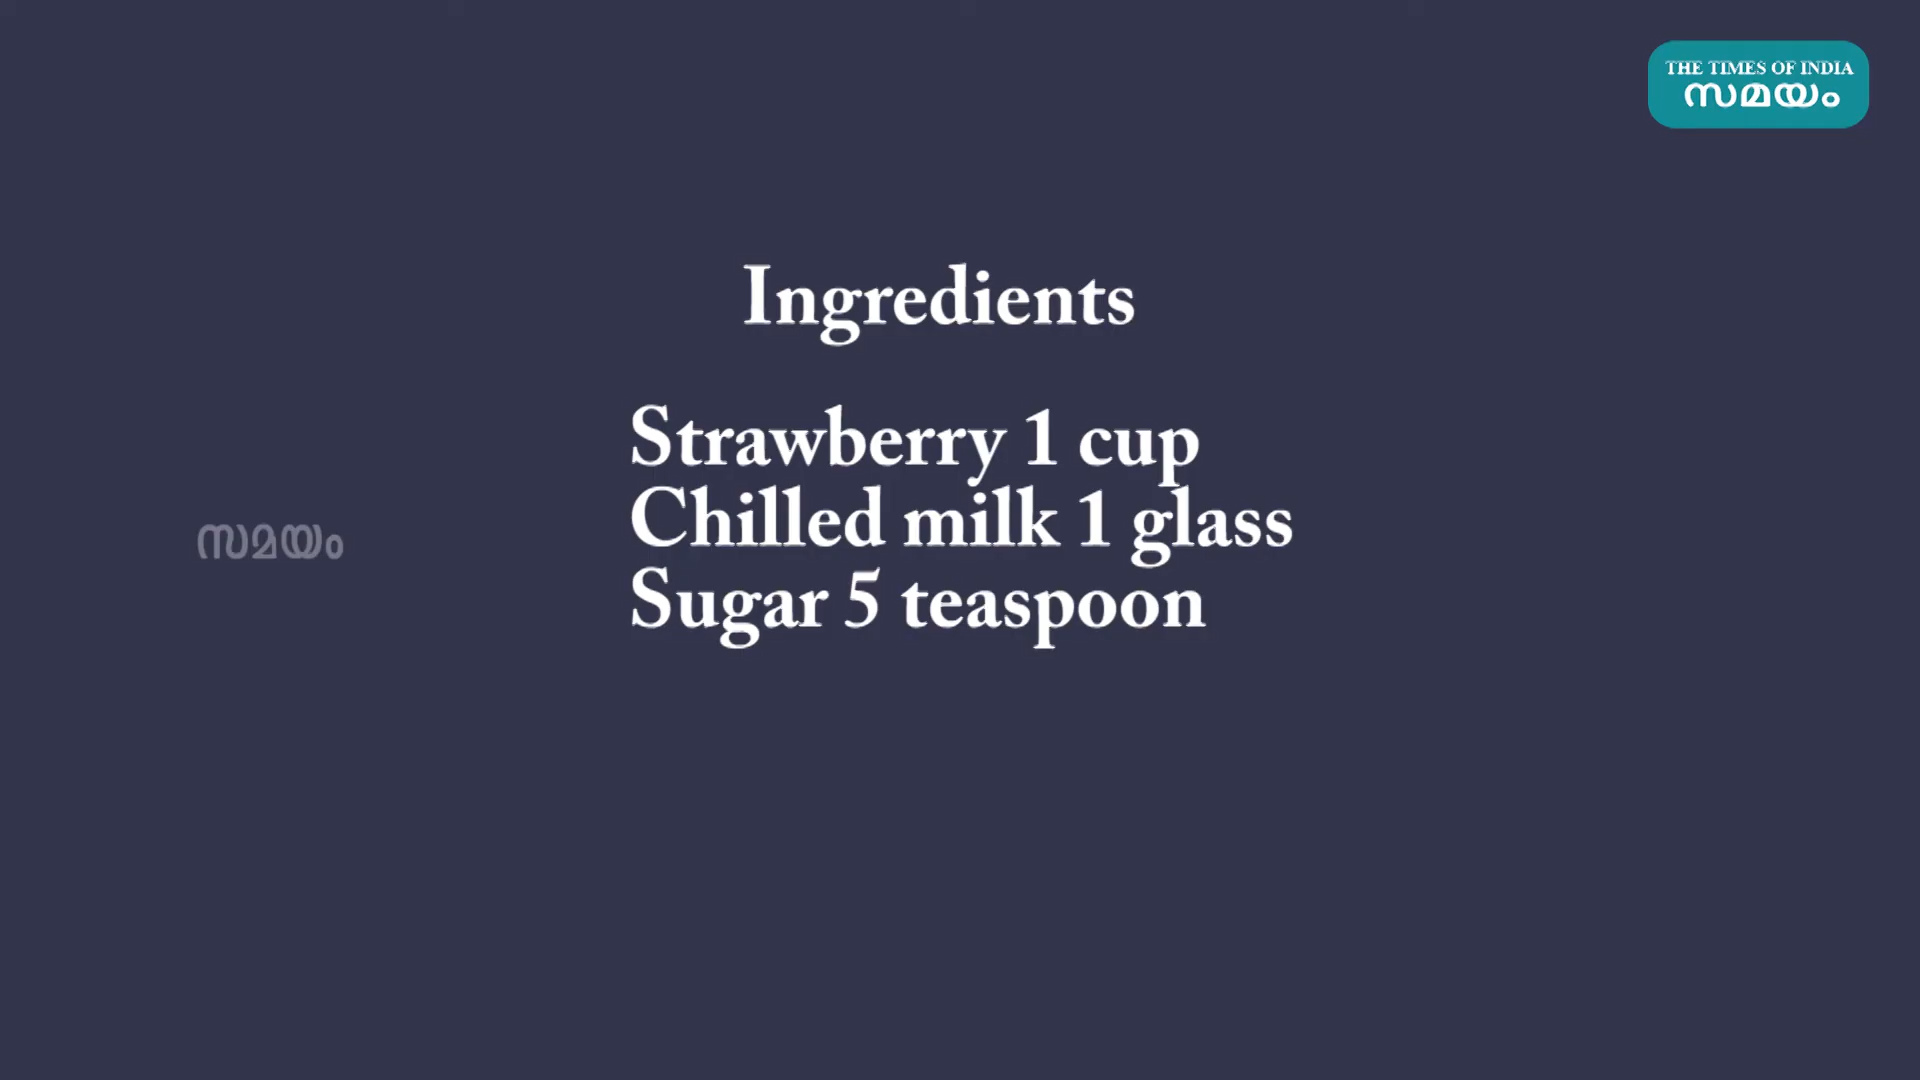 THE TIMES OF INDIA
സമയം
Ingredients
Strawberry 1 cup
Chilled milk 1 glass
Sugar 5 teaspoon
സമയം